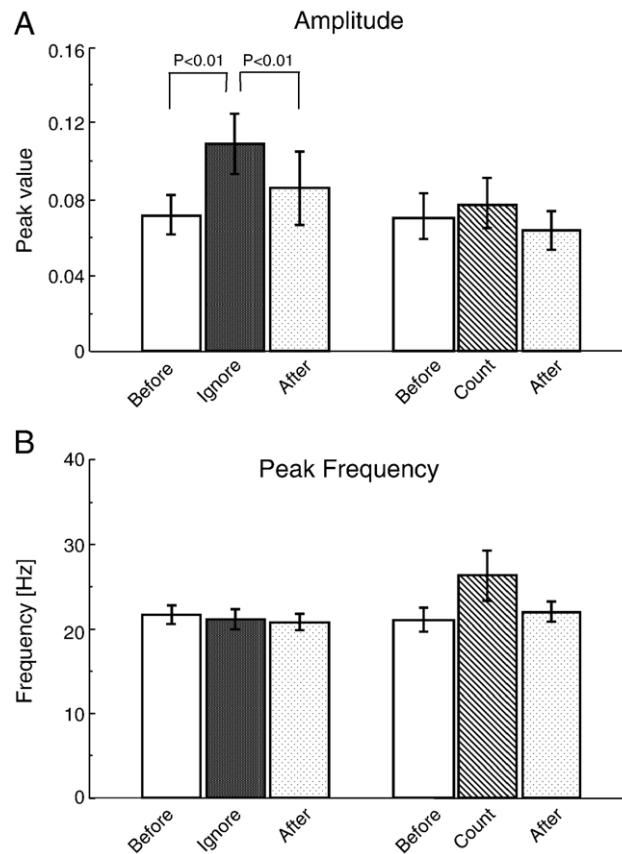 A
Amplitude
0.16
P<0.01 P<0.01
0.12
0.08
0.04
0
Peak value
Before Ignore After Before Count After
B
Peak Frequency
40
30
20
10
0
Frequency [Hz]
Before Ignore After Before Count After